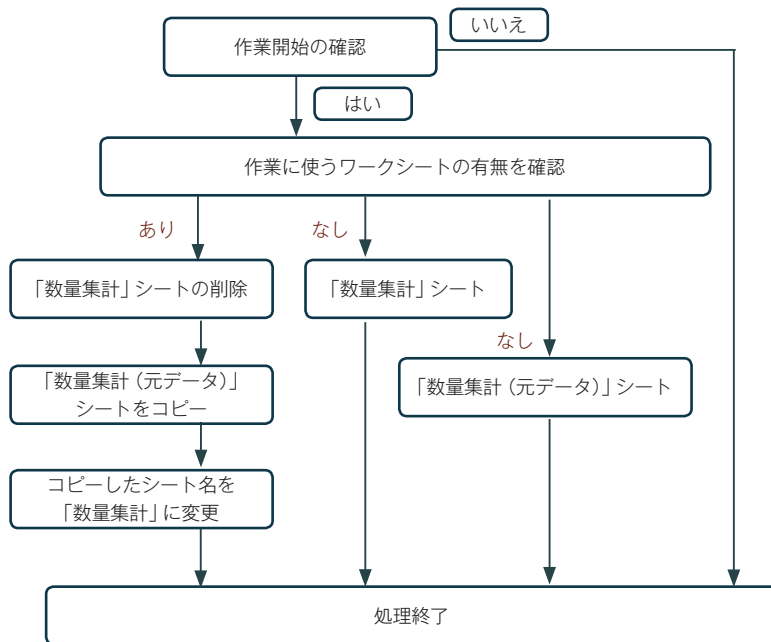 いいえ
作業開始の確認
はい
作業に使うワークシートの有無を確認
あり
なし
「数量集計」シートの削除
「数量集計」シート
なし
「数量集計(元データ)」
シートをコピー
「数量集計(元データ)」シート
コピーしたシート名を
「数量集計」に変更
処理終了